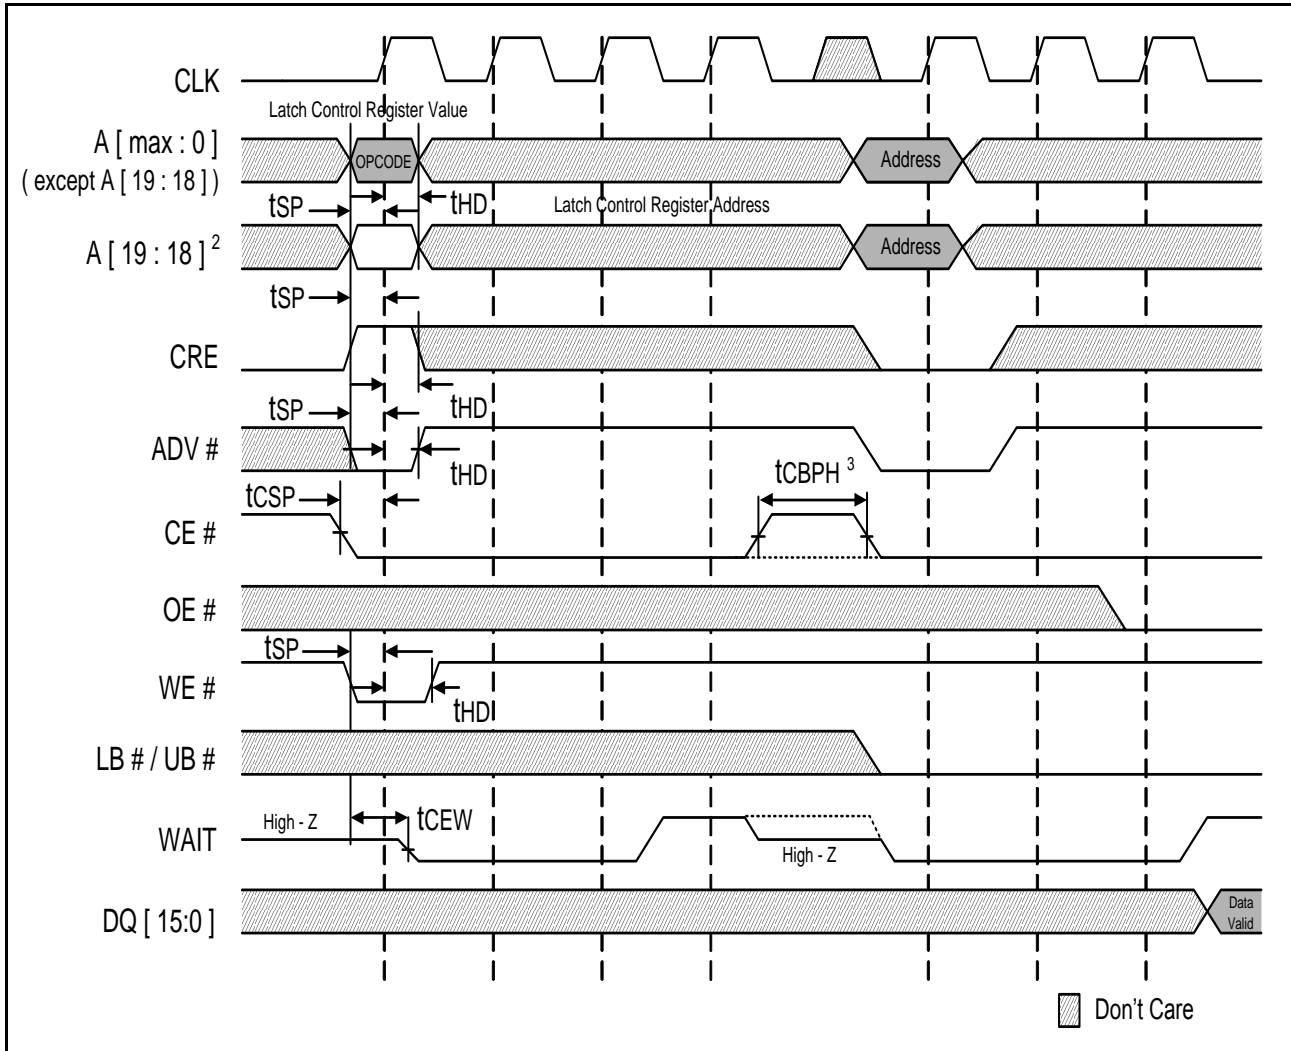 CLK
Latch Control Register Value
A [ max : 0 ]
( except A [ 19 : 18 ] )
OPCODE
Address
tSP
tHD
Latch Control Register Address
A [ 19 : 18 ] 2
Address
tSP
CRE
tSP
tHD
ADV #
tHD
tCBPH 3
tCSP
CE #
OE #
tSP
WE #
tHD
LB # / UB #
High - Z
tCEW
WAIT
High - Z
DQ [ 15:0 ]
Data
Valid
Don't Care